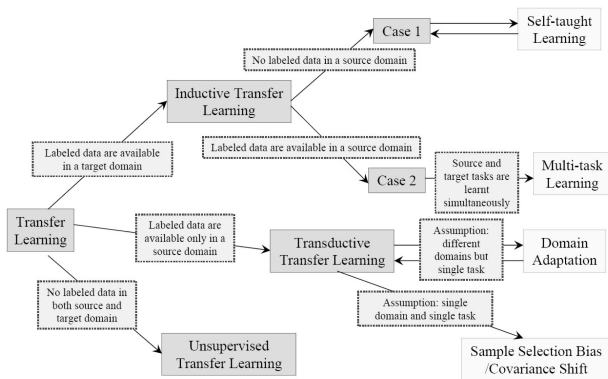 Case 1
Self-taught
Learning
No labeled data in a source domain
Inductive Transfer
Learning
Labeled data are available
in a target domain
Labeled data are available in a source domain
Case 2
Source and
target tasks are
learnt
simultaneously
Multi-task
Learning
Transfer
Learning
Labeled data are
available only in a
source domain
Transductive
Transfer Learning
Assumption:
different
domains but
single task
Domain
Adaptation
No labeled data in
both source and
target domain
Assumption: single
domain and single task
Unsupervised
Transfer Learning
Sample Selection Bias
/Covariance Shift